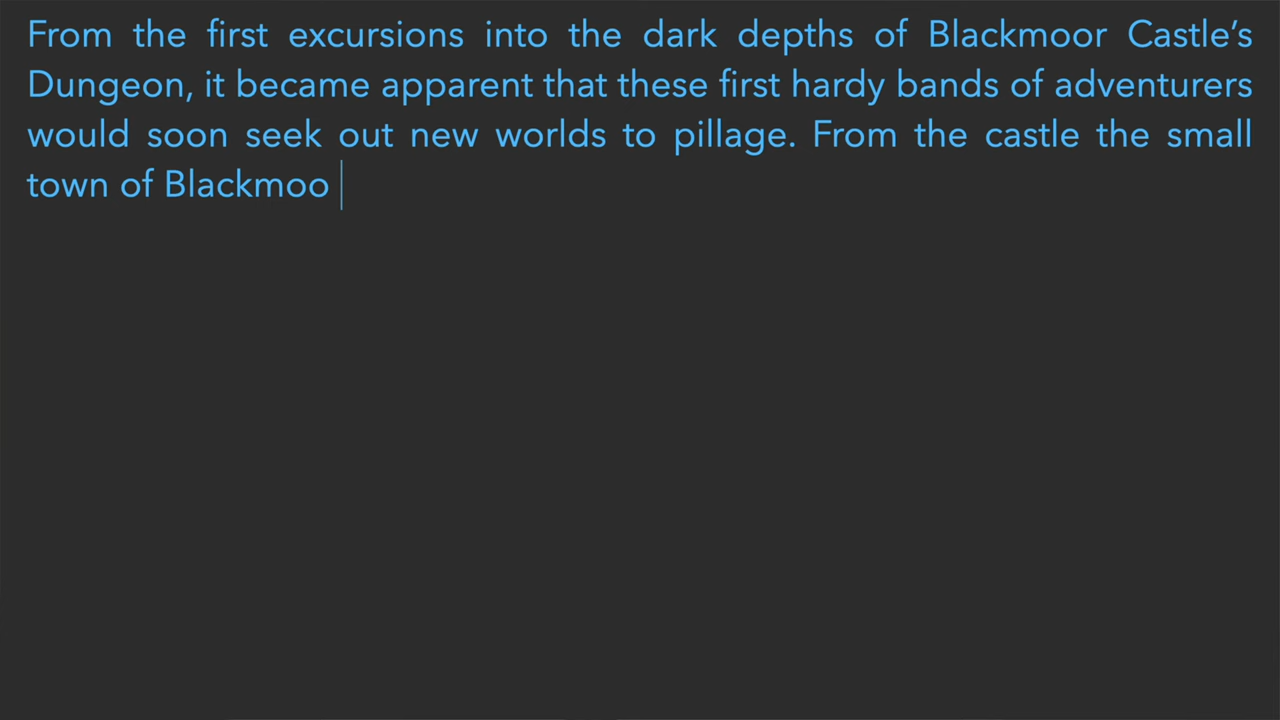 From the first excursions into the dark depths of Blackmoor Castle’s
Dungeon, it became apparent that these first hardy bands of adventurers
would soon seek out new worlds to pillage. From the castle the small
town of Blackmoo